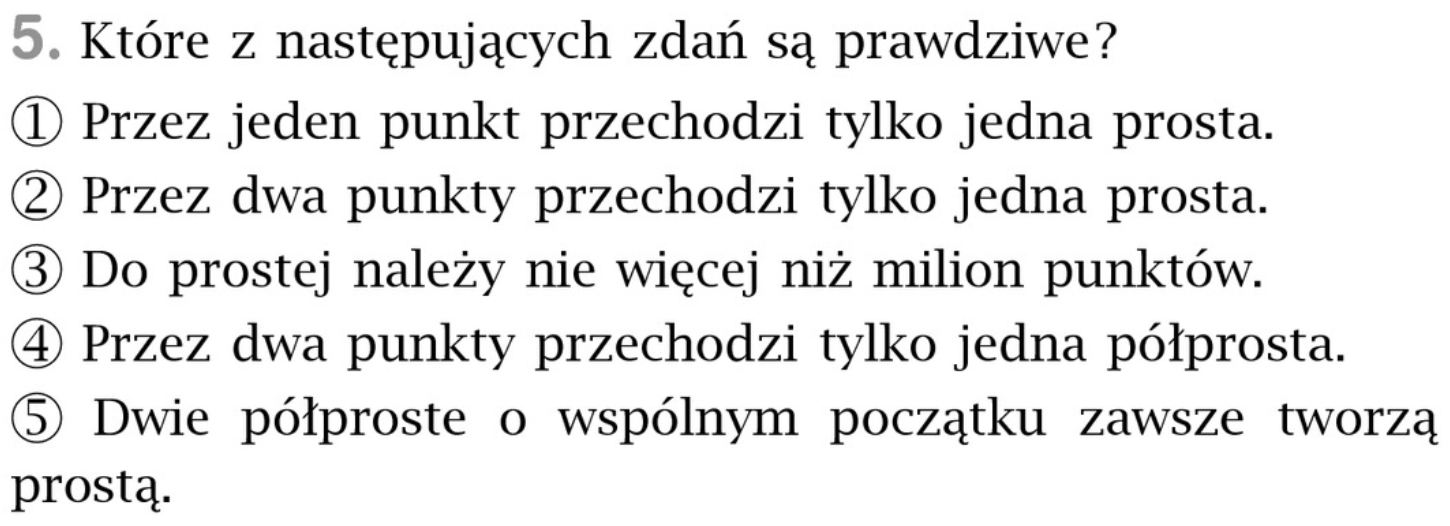 5. Które z następujących zdań są prawdziwe?
① Przez jeden punkt przechodzi tylko jedna prosta.
② Przez dwa punkty przechodzi tylko jedna prosta.
③ Do prostej należy nie więcej niż milion punktów.
④ Przez dwa punkty przechodzi tylko jedna półprosta.
⑤ Dwie półproste o wspólnym początku zawsze tworzą
prostą.